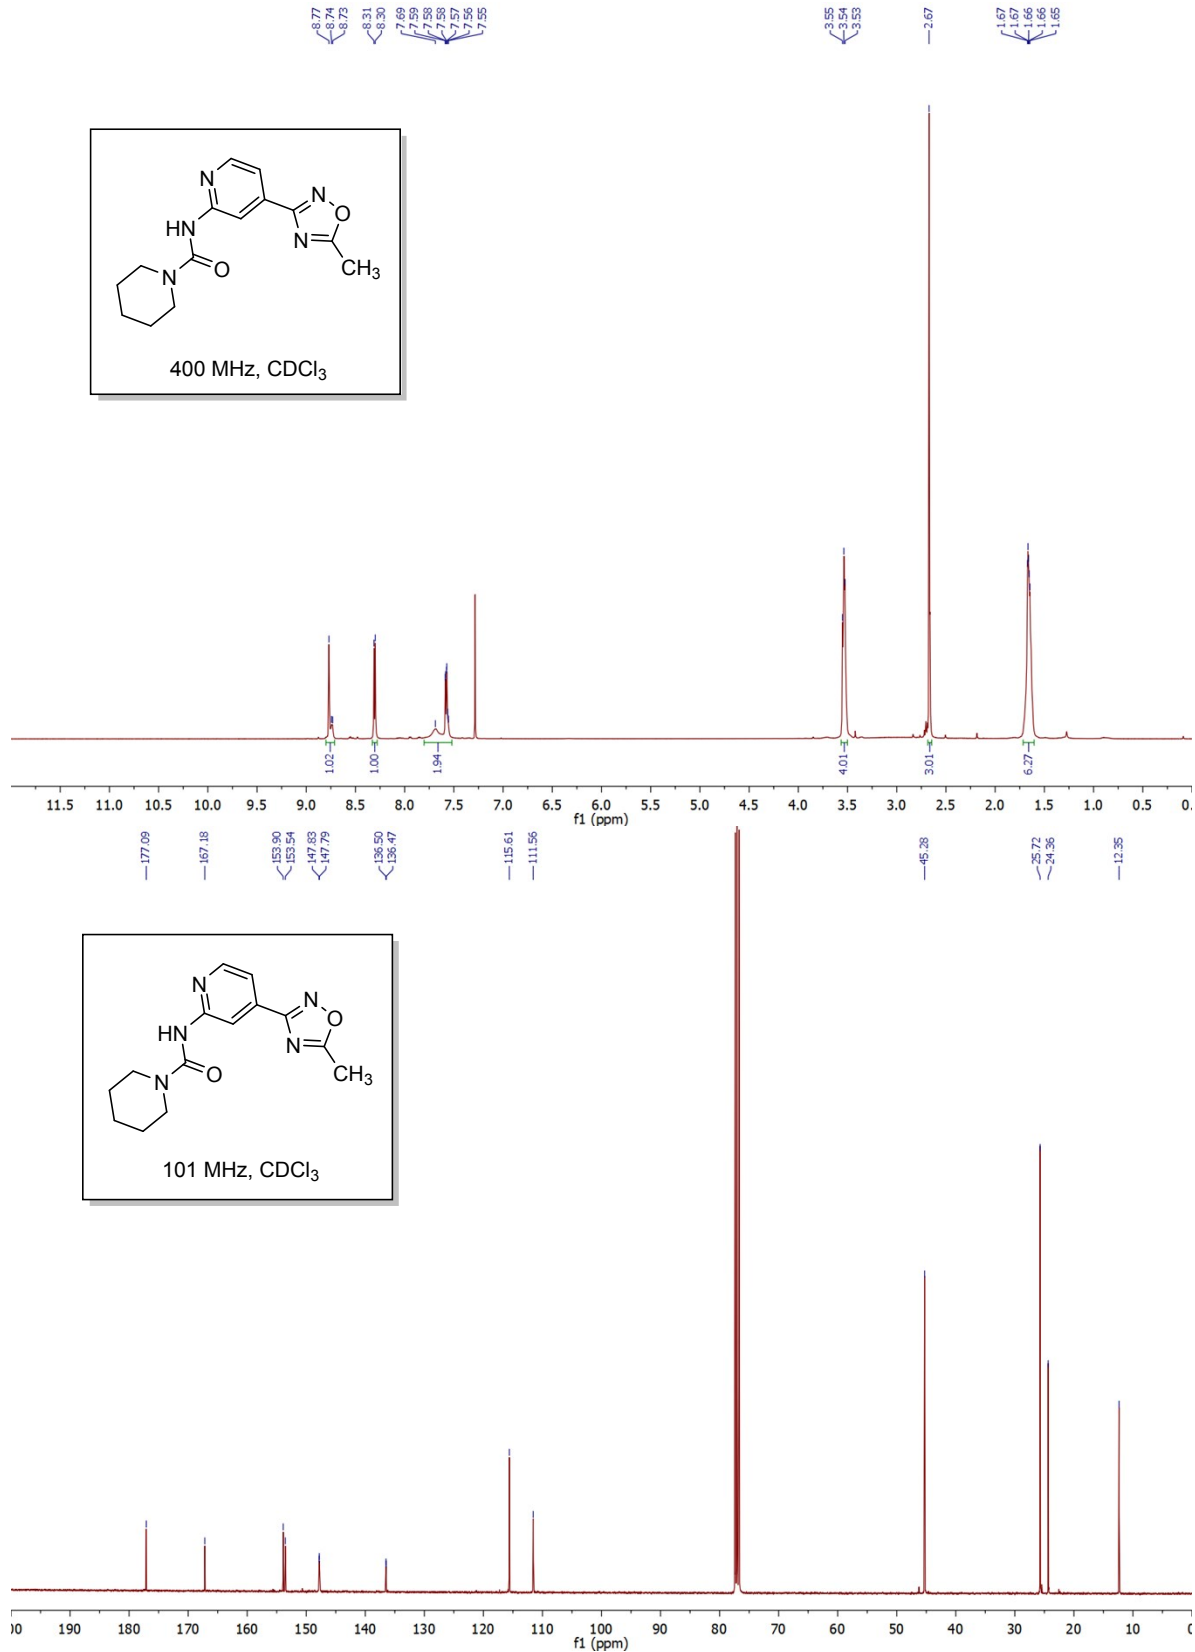 8.77 8.74 8.73 8.31 8.30 7.69 7.59 7.58 7.58 7.57 7.56 7.55 3.55 3.54 3.53 2.67 1.67 1.67 1.66 1.66 1.65
N
N
O
HN
N
N
O
CH3
400 MHz, CDCl3
1.02 1.00 1.94 4.01 3.01 6.27
11.5 11.0 10.5 10.0 9.5 9.0 8.5 8.0 7.5 7.0 6.5 6.0 5.5 5.0 4.5 4.0 3.5 3.0 2.5 2.0 1.5 1.0 0.5 0.
f1 (ppm)
177.09 167.18 153.90 153.54 147.83 147.79 136.50 136.47 115.61 111.56 45.28 25.72 24.36 12.35
N
N
O
HN
N
N
O
CH3
101 MHz, CDCl3
00 190 180 170 160 150 140 130 120 110 100 90 80 70 60 50 40 30 20 10 0
f1 (ppm)